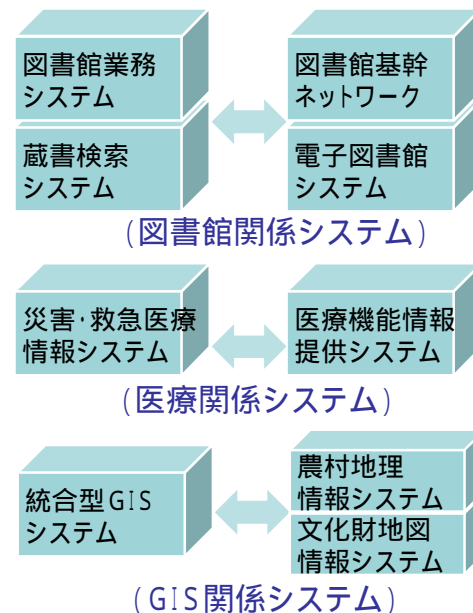 図書館業務
システム
図書館基幹
ネットワーク
蔵書検索
システム
電子図書館
システム
(図書館関係システム)
災害・救急医療
情報システム
医療機能情報
提供システム
(医療関係システム)
統合型GIS
システム
農村地理
情報システム
文化財地図
情報システム
(GIS関係システム)